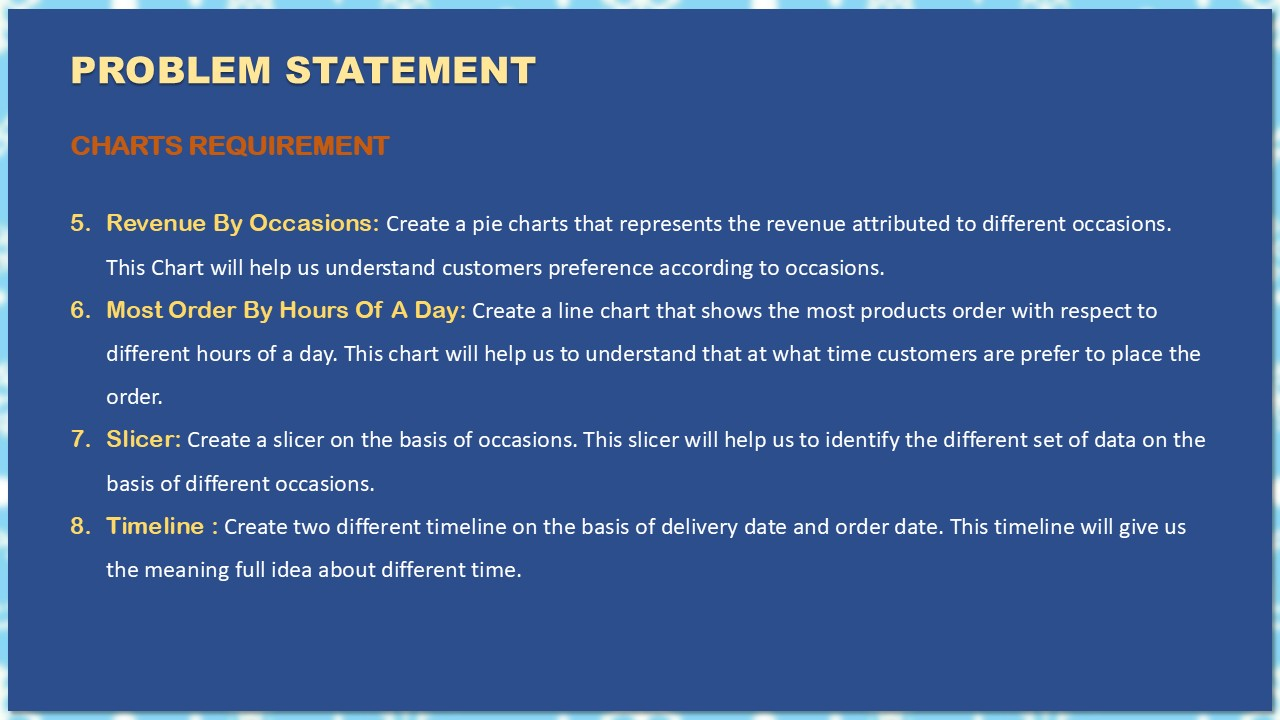 PROBLEM STATEMENT
CHARTS REQUIREMENT
5. Revenue By Occasions: Create a pie charts that represents the revenue attributed to different occasions.
This Chart will help us understand customers preference according to occasions.
6. Most Order By Hours Of A Day: Create a line chart that shows the most products order with respect to
different hours of a day. This chart will help us to understand that at what time customers are prefer to place the
order.
7. Slicer: Create a slicer on the basis of occasions. This slicer will help us to identify the different set of data on the
basis of different occasions.
8. Timeline : Create two different timeline on the basis of delivery date and order date. This timeline will give us
the meaning full idea about different time.